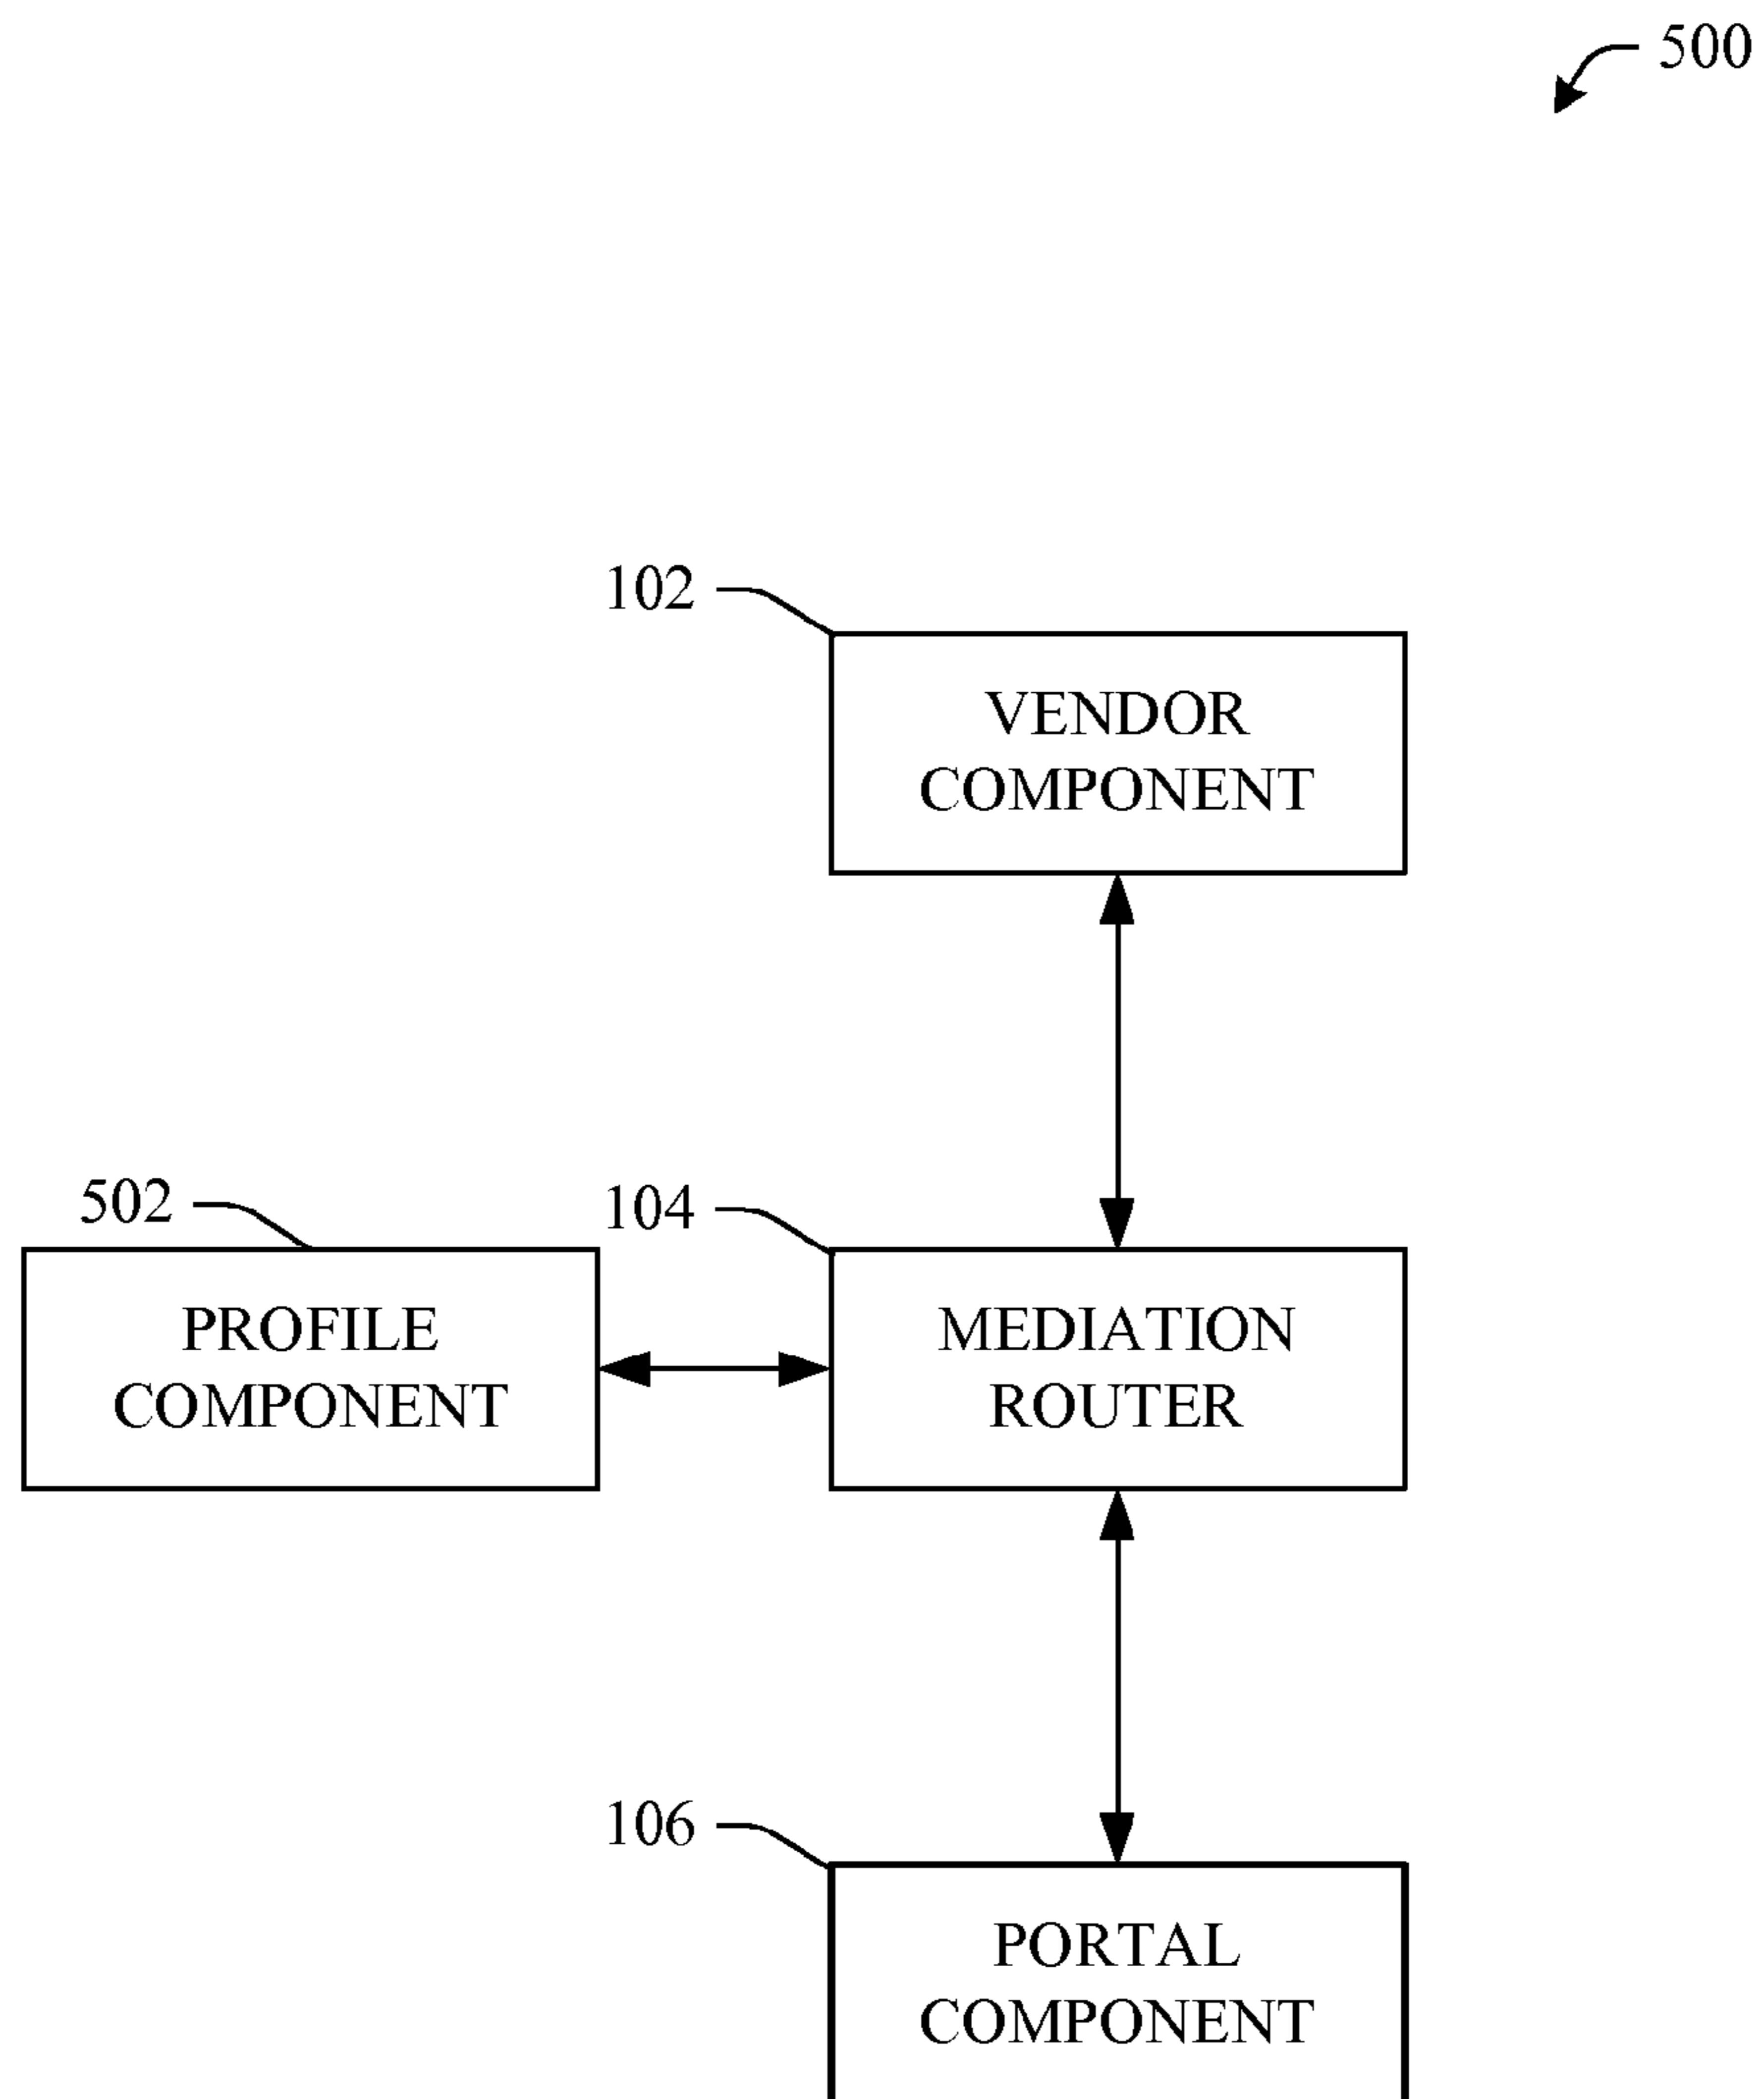 500
102
VENDOR
COMPONENT
502
PROFILE
COMPONENT
104
MEDIATION
ROUTER
106
PORTAL
COMPONENT